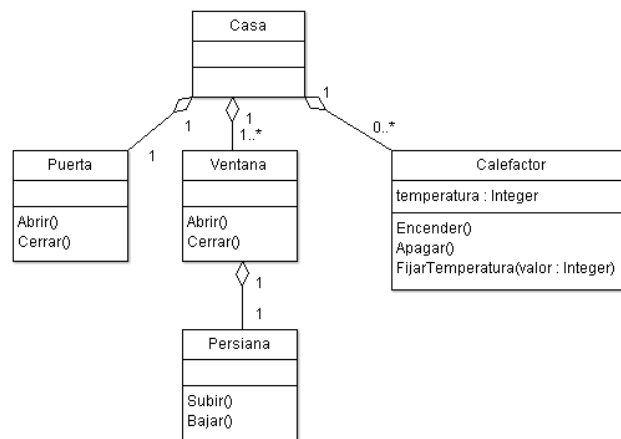 Casa
1
1
1
1
1..*
0..*
Puerta
Abrir()
Cerrar()
Ventana
Abrir()
Cerrar()
Calefactor
temperatura : Integer
Encender()
Apagar()
FijarTemperatura(valor : Integer)
1
1
Persiana
Subir()
Bajar()